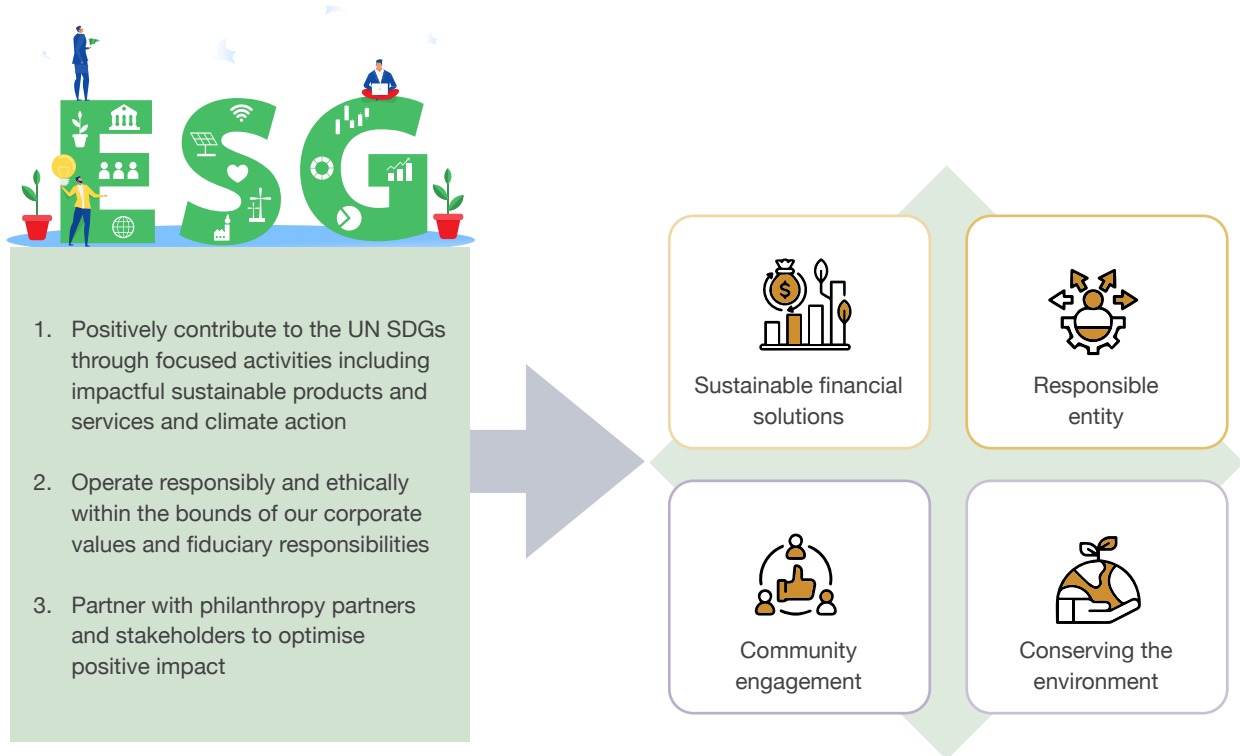 ESG
1. Positively contribute to the UN SDGs
through focused activities including
impactful sustainable products and
services and climate action
2. Operate responsibly and ethically
within the bounds of our corporate
values and fiduciary responsibilities
3. Partner with philanthropy partners
and stakeholders to optimise
positive impact
$
Sustainable financial
solutions
Responsible
entity
Community
engagement
Conserving the
environment